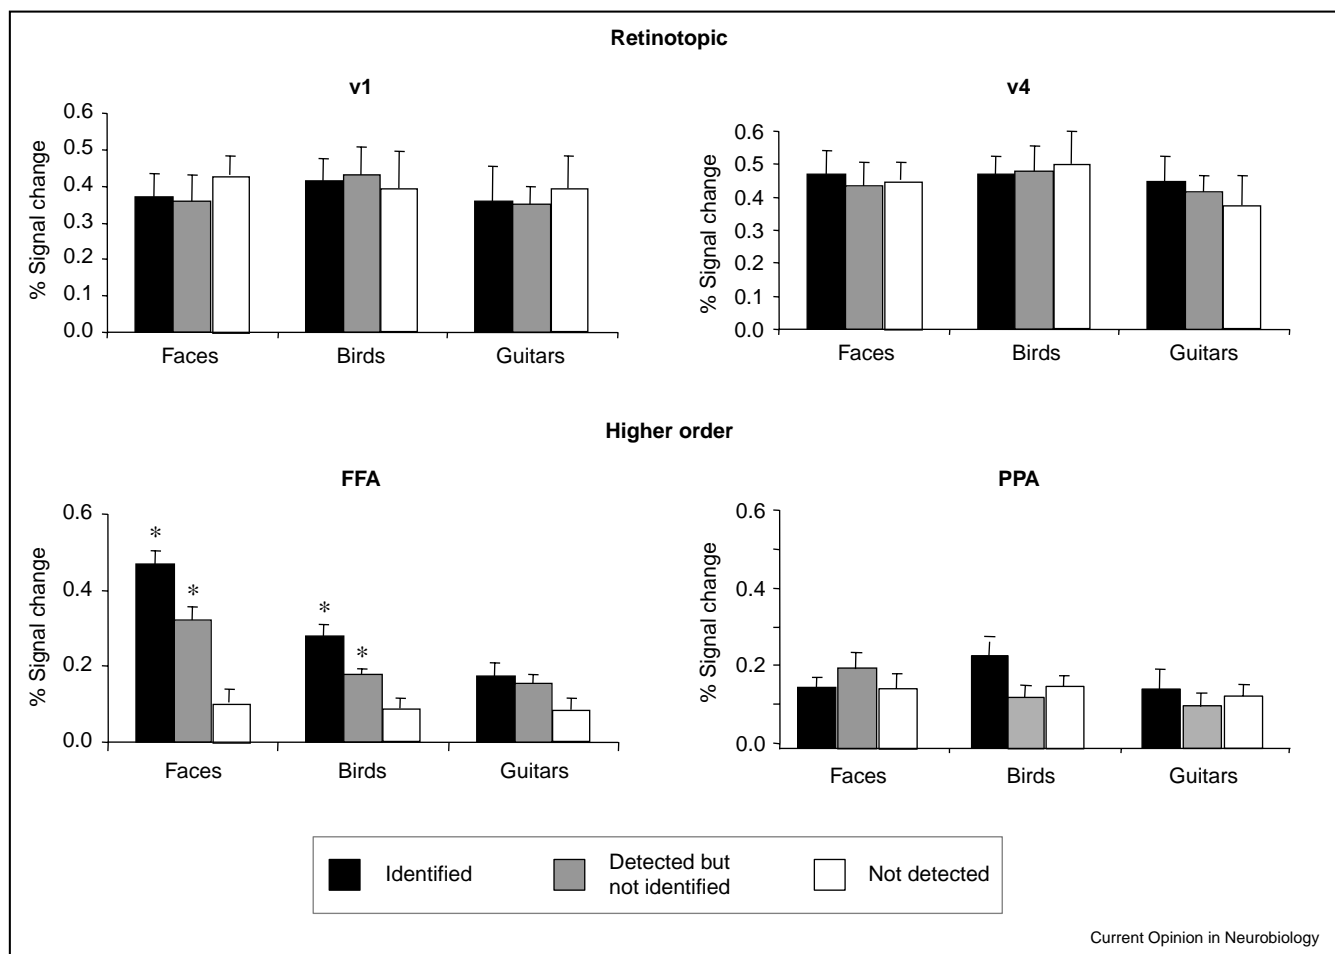 Retinotopic
v1
% Signal change
0.6
0.5
0.4
0.3
0.2
0.1
0.0
Faces
Birds
Guitars
v4
% Signal change
0.6
0.5
0.4
0.3
0.2
0.1
0.0
Faces
Birds
Guitars
Higher order
FFA
% Signal change
0.6
0.4
0.2
0.0
*
*
*
*
Faces
Birds
Guitars
PPA
% Signal change
0.6
0.4
0.2
0.0
Faces
Birds
Guitars
Identified
Detected but
not identified
Not detected
Current Opinion in Neurobiology